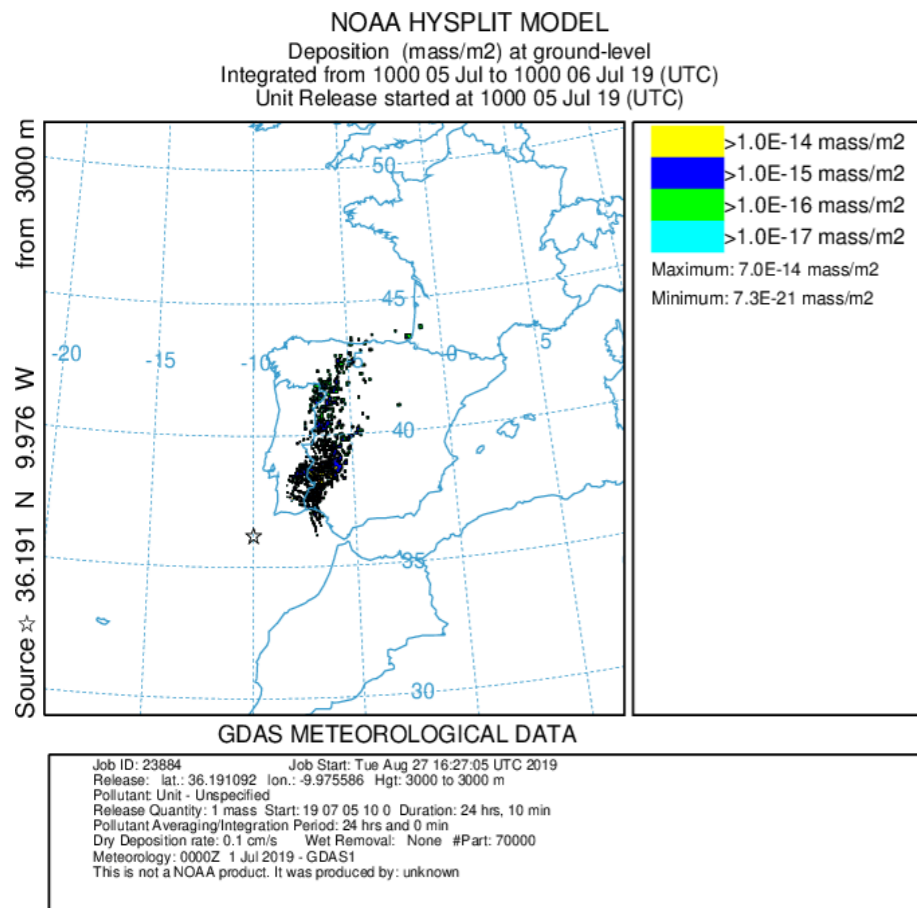 NOAA HYSPLIT MODEL
Deposition (mass/m2) at ground-level
Integrated from 1000 05 Jul to 1000 06 Jul 19 (UTC)
Unit Release started at 1000 05 Jul 19 (UTC)
Source ☆ 36.191 N 9.976 W from 3000 m
50
45
-20
-15
-10
-5
0
5
40
35
30
>1.0E-14 mass/m2
>1.0E-15 mass/m2
>1.0E-16 mass/m2
>1.0E-17 mass/m2
Maximum: 7.0E-14 mass/m2
Minimum: 7.3E-21 mass/m2
GDAS METEOROLOGICAL DATA
Job ID: 23884 Job Start: Tue Aug 27 16:27:05 UTC 2019
Release: lat.: 36.191092 lon.: -9.975586 Hgt: 3000 to 3000 m
Pollutant: Unit - Unspecified
Release Quantity: 1 mass Start: 19 07 05 10 0 Duration: 24 hrs, 10 min
Pollutant Averaging/Integration Period: 24 hrs and 0 min
Dry Deposition rate: 0.1 cm/s Wet Removal: None #Part: 70000
Meteorology: 0000Z 1 Jul 2019 - GDAS1
This is not a NOAA product. It was produced by: unknown